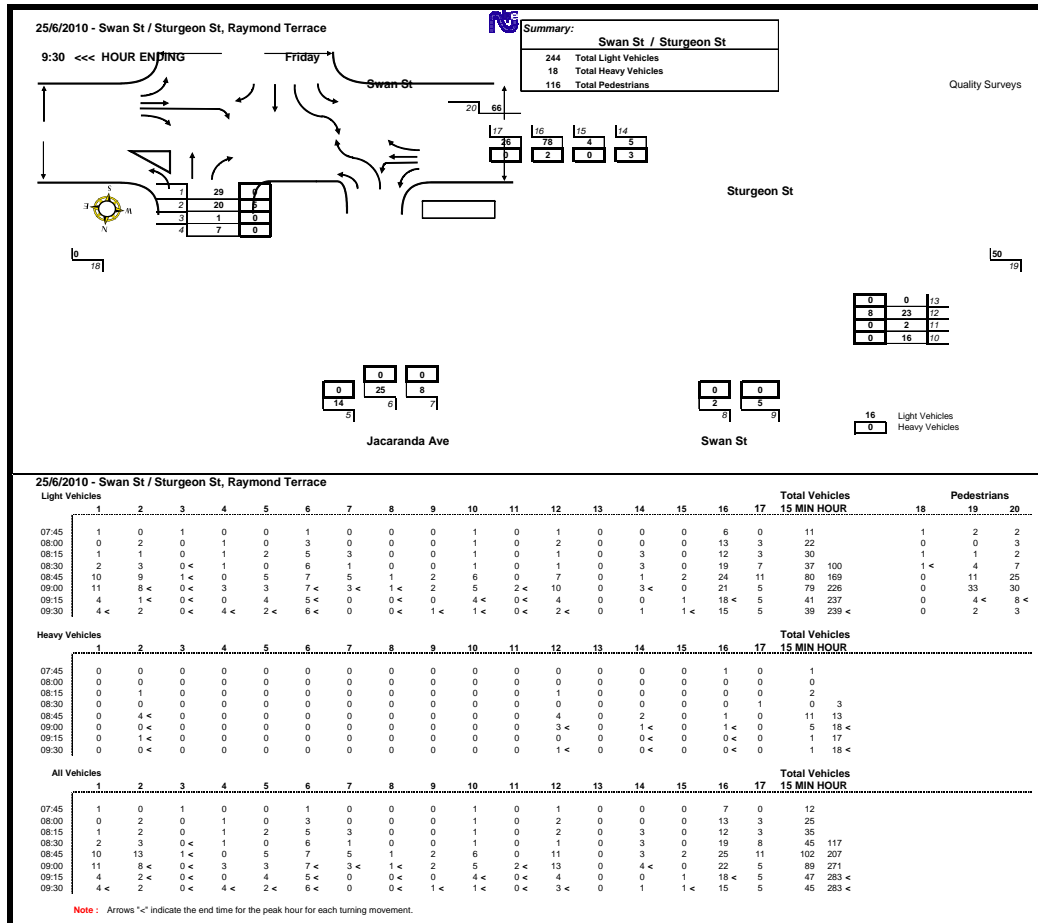 25/6/2010 - Swan St / Sturgeon St, Raymond Terrace
Summary:
Swan St / Sturgeon St
9:30 <<< HOUR ENDING Friday
244 Total Light Vehicles
18 Total Heavy Vehicles
116 Total Pedestrians
Swan St
Quality Surveys
20 66
17 16 15 14
26 78 4 5
0 2 0 3
Sturgeon St
S
E W
N
1 29 0
2 20 5
3 1 0
4 7 0
0
18
50
19
0 0 13
8 23 12
0 2 11
0 16 10
0 0
0 25 8
14 6 7
5
0 0
2 5
8 9
16 Light Vehicles
0 Heavy Vehicles
Jacaranda Ave
Swan St
25/6/2010 - Swan St / Sturgeon St, Raymond Terrace
Light Vehicles Total Vehicles Pedestrians
1 2 3 4 5 6 7 8 9 10 11 12 13 14 15 16 17 15 MIN HOUR 18 19 20
07:45 1 0 1 0 0 1 0 0 0 1 0 1 0 0 0 6 0 11 1 2 2
08:00 0 2 0 1 0 3 0 0 0 1 0 2 0 0 0 13 3 22 0 0 3
08:15 1 1 0 1 2 5 3 0 0 1 0 1 0 3 0 12 3 30 1 1 2
08:30 2 3 0 < 1 0 6 1 0 0 1 0 1 0 3 0 19 7 37 100 1 < 4 7
08:45 10 9 1 < 0 5 7 5 1 2 6 0 7 0 1 2 24 11 80 169 0 11 25
09:00 11 8 < 0 < 3 3 7 < 3 < 1 < 2 5 2 < 10 0 3 < 0 21 5 79 226 0 33 30
09:15 4 1 < 0 < 0 4 5 < 0 0 < 0 4 < 0 < 4 0 0 1 18 < 5 41 237 0 4 < 8 <
09:30 4 < 2 0 < 4 < 2 < 6 < 0 0 < 1 < 1 < 0 < 2 < 0 1 1 < 15 5 39 239 < 0 2 3
Heavy Vehicles Total Vehicles
1 2 3 4 5 6 7 8 9 10 11 12 13 14 15 16 17 15 MIN HOUR
07:45 0 0 0 0 0 0 0 0 0 0 0 0 0 0 0 1 0 1
08:00 0 0 0 0 0 0 0 0 0 0 0 0 0 0 0 0 0 0
08:15 0 1 0 0 0 0 0 0 0 0 0 1 0 0 0 0 0 2
08:30 0 0 0 0 0 0 0 0 0 0 0 0 0 0 0 0 1 0 3
08:45 0 4 < 0 0 0 0 0 0 0 0 0 4 0 2 0 1 0 11 13
09:00 0 0 < 0 0 0 0 0 0 0 0 0 3 < 0 1 < 0 1 < 0 5 18 <
09:15 0 1 < 0 0 0 0 0 0 0 0 0 0 0 0 < 0 0 < 0 1 17
09:30 0 0 < 0 0 0 0 0 0 0 0 0 1 < 0 0 < 0 0 < 0 1 18 <
All Vehicles Total Vehicles
1 2 3 4 5 6 7 8 9 10 11 12 13 14 15 16 17 15 MIN HOUR
07:45 1 0 1 0 0 1 0 0 0 1 0 1 0 0 0 7 0 12
08:00 0 2 0 1 0 3 0 0 0 1 0 2 0 0 0 13 3 25
08:15 1 2 0 1 2 5 3 0 0 1 0 2 0 3 0 12 3 35
08:30 2 3 0 < 1 0 6 1 0 0 1 0 1 0 3 0 19 8 45 117
08:45 10 13 1 < 0 5 7 5 1 2 6 0 11 0 3 2 25 11 102 207
09:00 11 8 < 0 < 3 3 7 < 3 < 1 < 2 5 2 < 13 0 4 < 0 22 5 89 271
09:15 4 2 < 0 < 0 4 5 < 0 0 < 0 4 < 0 < 4 0 0 1 18 < 5 47 283 <
09:30 4 < 2 0 < 4 < 2 < 6 < 0 0 < 1 < 1 < 0 < 3 < 0 1 1 < 15 5 45 283 <
Note : Arrows "<" indicate the end time for the peak hour for each turning movement.